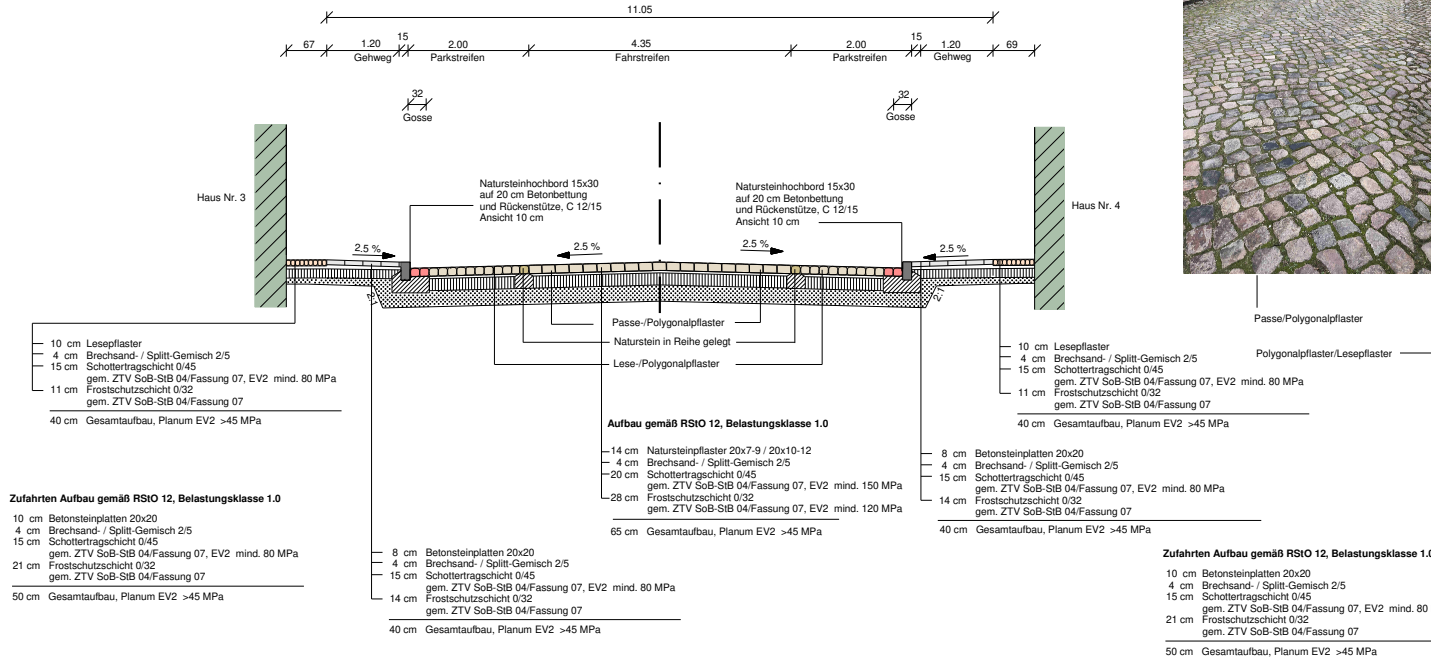 11.05
67
1.20
15
2.00
4.35
2.00
15
1.20
69
Gehweg
Parkstreifen
Fahrstreifen
Parkstreifen
Gehweg
32
Gosse
32
Gosse
Haus Nr. 3
Natursteinhochbord 15x30
auf 20 cm Betonbettung
und Rückenstütze, C 12/15
Ansicht 10 cm
Natursteinhochbord 15x30
auf 20 cm Betonbettung
und Rückenstütze, C 12/15
Ansicht 10 cm
Haus Nr. 4
2.5 %
2.5 %
2.5 %
2.5 %
2:1
2:1
Passe-/Polygonalpflaster
Naturstein in Reihe gelegt
Lese-/Polygonalpflaster
Passe/Polygonalpflaster
Polygonalpflaster/Lesepflaster
10 cm Lesepflaster
4 cm Brechsand- / Splitt-Gemisch 2/5
15 cm Schottertragschicht 0/45
gem. ZTV SoB-StB 04/Fassung 07, EV2 mind. 80 MPa
11 cm Frostschutzschicht 0/32
gem. ZTV SoB-StB 04/Fassung 07
40 cm Gesamtaufbau, Planum EV2 >45 MPa
10 cm Lesepflaster
4 cm Brechsand- / Splitt-Gemisch 2/5
15 cm Schottertragschicht 0/45
gem. ZTV SoB-StB 04/Fassung 07, EV2 mind. 80 MPa
11 cm Frostschutzschicht 0/32
gem. ZTV SoB-StB 04/Fassung 07
40 cm Gesamtaufbau, Planum EV2 >45 MPa
Aufbau gemäß RStO 12, Belastungsklasse 1.0
14 cm Natursteinpflaster 20x7-9 / 20x10-12
4 cm Brechsand- / Splitt-Gemisch 2/5
20 cm Schottertragschicht 0/45
gem. ZTV SoB-StB 04/Fassung 07, EV2 mind. 150 MPa
28 cm Frostschutzschicht 0/32
gem. ZTV SoB-StB 04/Fassung 07, EV2 mind. 120 MPa
65 cm Gesamtaufbau, Planum EV2 >45 MPa
8 cm Betonsteinplatten 20x20
4 cm Brechsand- / Splitt-Gemisch 2/5
15 cm Schottertragschicht 0/45
gem. ZTV SoB-StB 04/Fassung 07, EV2 mind. 80 MPa
14 cm Frostschutzschicht 0/32
gem. ZTV SoB-StB 04/Fassung 07
40 cm Gesamtaufbau, Planum EV2 >45 MPa
Zufahrten Aufbau gemäß RStO 12, Belastungsklasse 1.0
10 cm Betonsteinplatten 20x20
4 cm Brechsand- / Splitt-Gemisch 2/5
15 cm Schottertragschicht 0/45
gem. ZTV SoB-StB 04/Fassung 07, EV2 mind. 80 MPa
21 cm Frostschutzschicht 0/32
gem. ZTV SoB-StB 04/Fassung 07
50 cm Gesamtaufbau, Planum EV2 >45 MPa
8 cm Betonsteinplatten 20x20
4 cm Brechsand- / Splitt-Gemisch 2/5
15 cm Schottertragschicht 0/45
gem. ZTV SoB-StB 04/Fassung 07, EV2 mind. 80 MPa
14 cm Frostschutzschicht 0/32
gem. ZTV SoB-StB 04/Fassung 07
40 cm Gesamtaufbau, Planum EV2 >45 MPa
Zufahrten Aufbau gemäß RStO 12, Belastungsklasse 1.0
10 cm Betonsteinplatten 20x20
4 cm Brechsand- / Splitt-Gemisch 2/5
15 cm Schottertragschicht 0/45
gem. ZTV SoB-StB 04/Fassung 07, EV2 mind. 80
21 cm Frostschutzschicht 0/32
gem. ZTV SoB-StB 04/Fassung 07
50 cm Gesamtaufbau, Planum EV2 >45 MPa